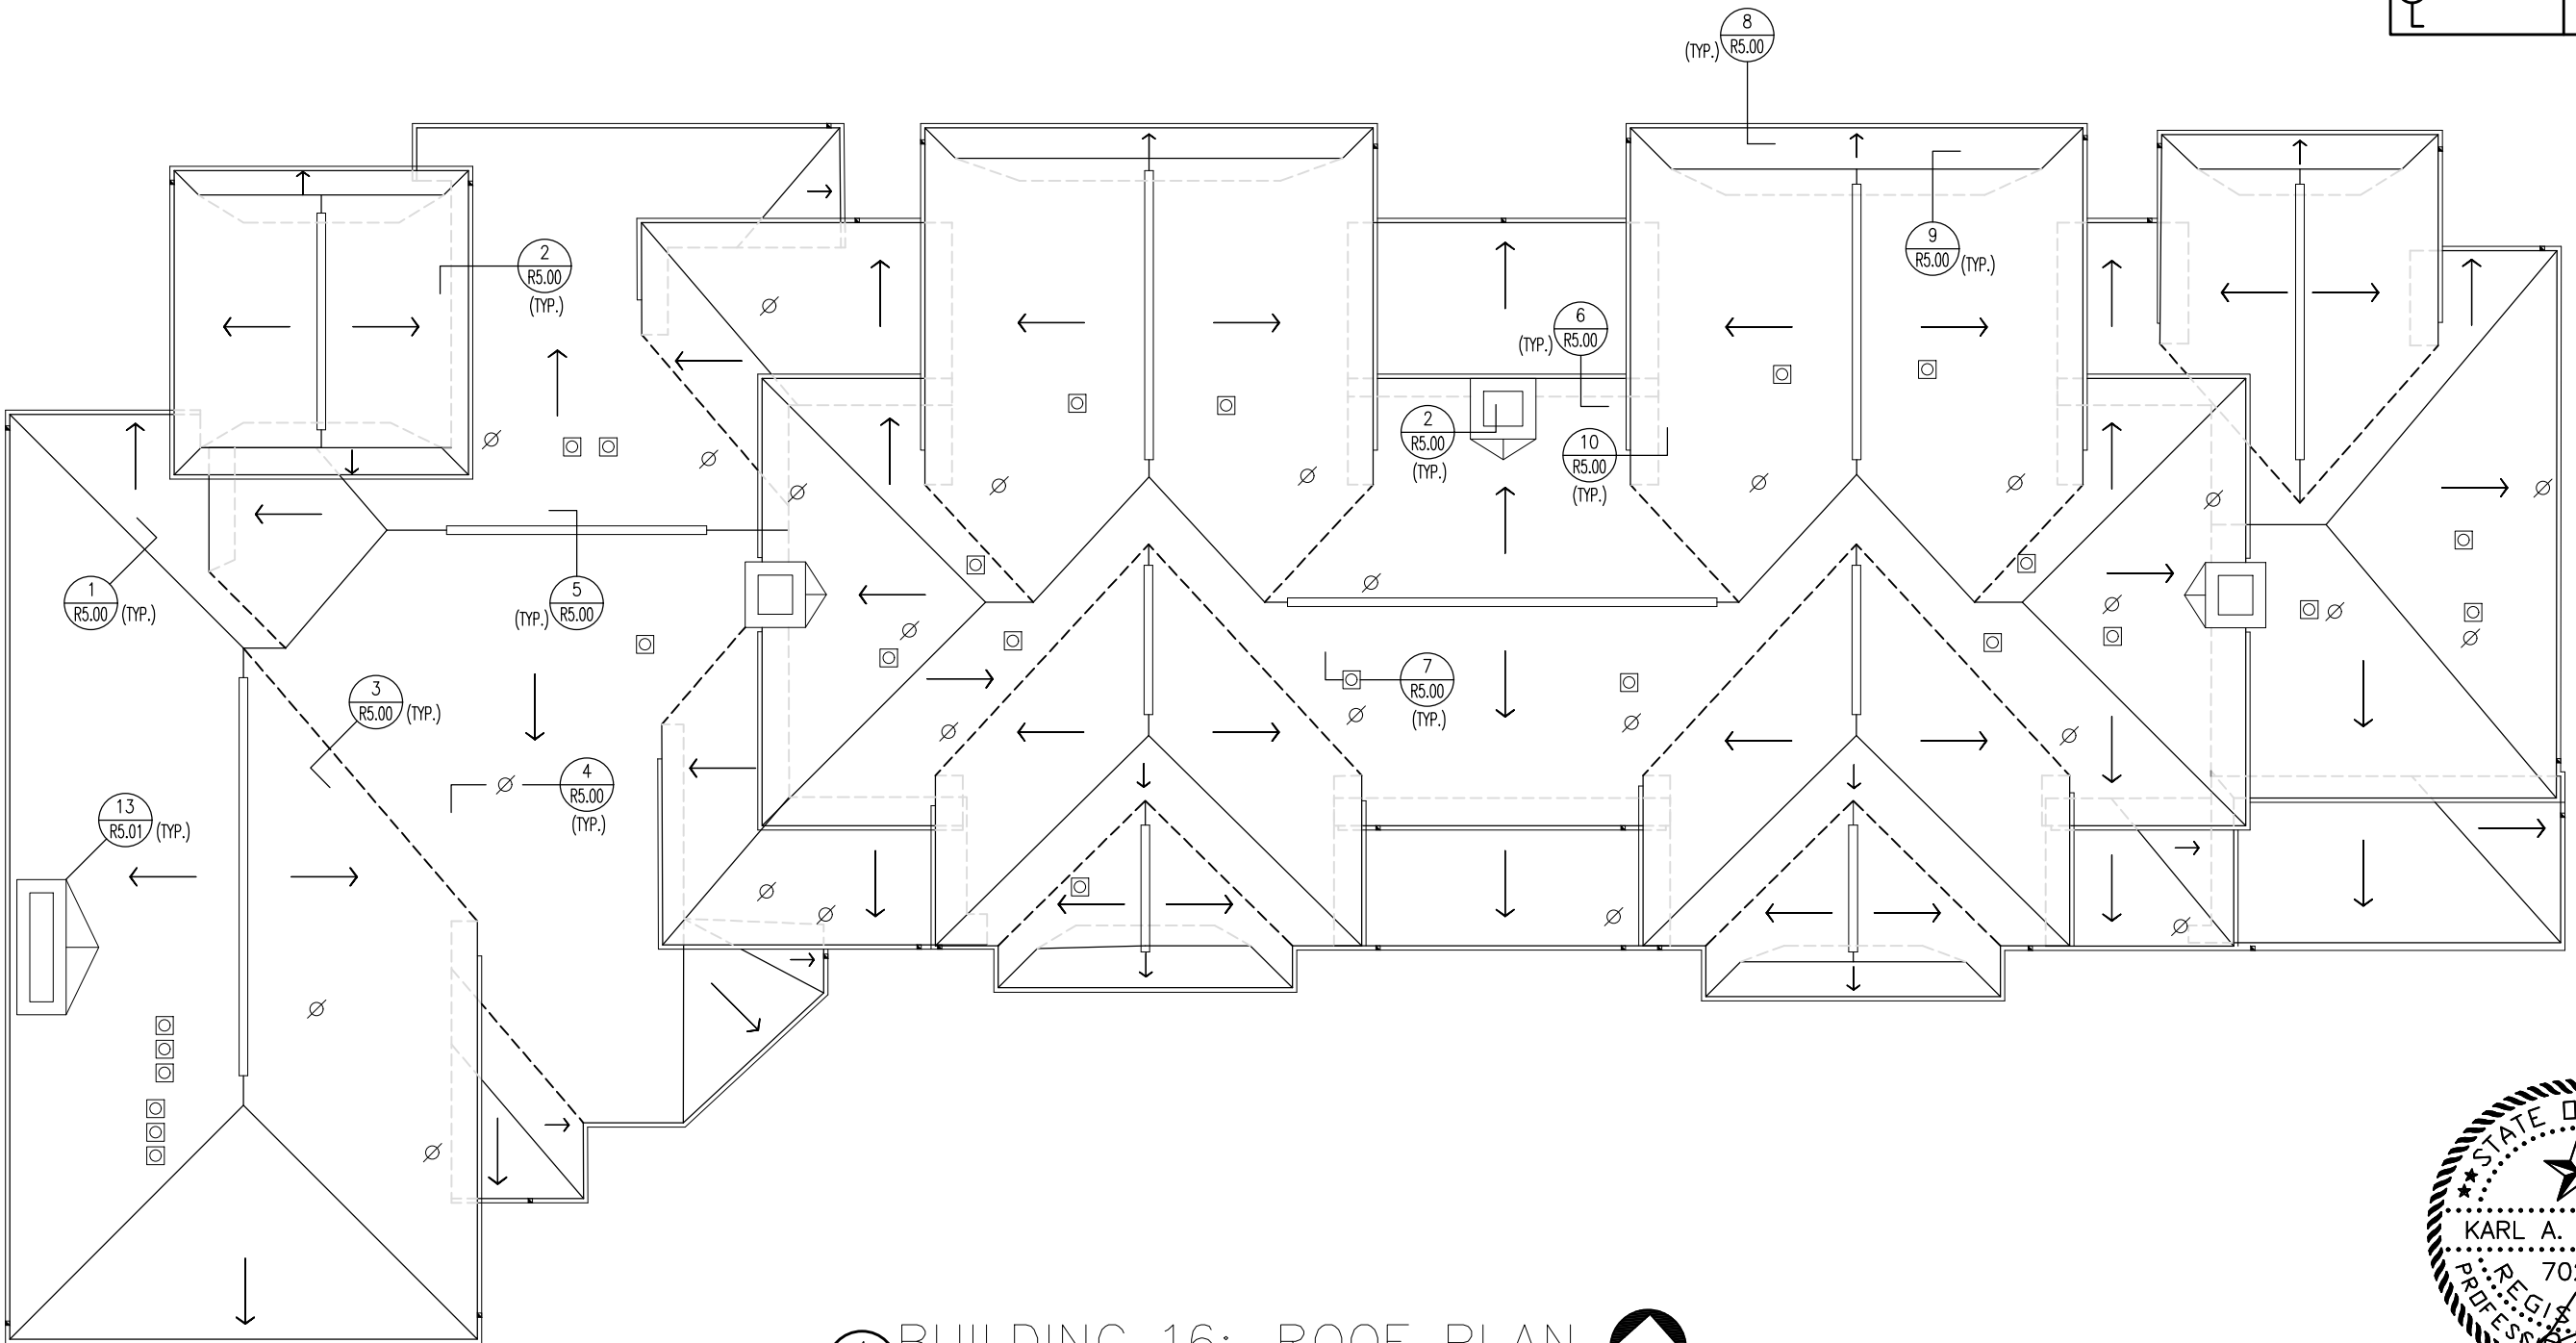 8
(TYP.) R5.00
2
R5.00
(TYP.)
9
R5.00 (TYP.)
6
(TYP.) R5.00
2
R5.00
(TYP.)
10
R5.00
(TYP.)
1
R5.00 (TYP.)
5
(TYP.) R5.00
3
R5.00 (TYP.)
7
R5.00
(TYP.)
4
R5.00
(TYP.)
13
R5.01 (TYP.)
STATE
KARL A.
BUILDING 16: ROOF PLAN